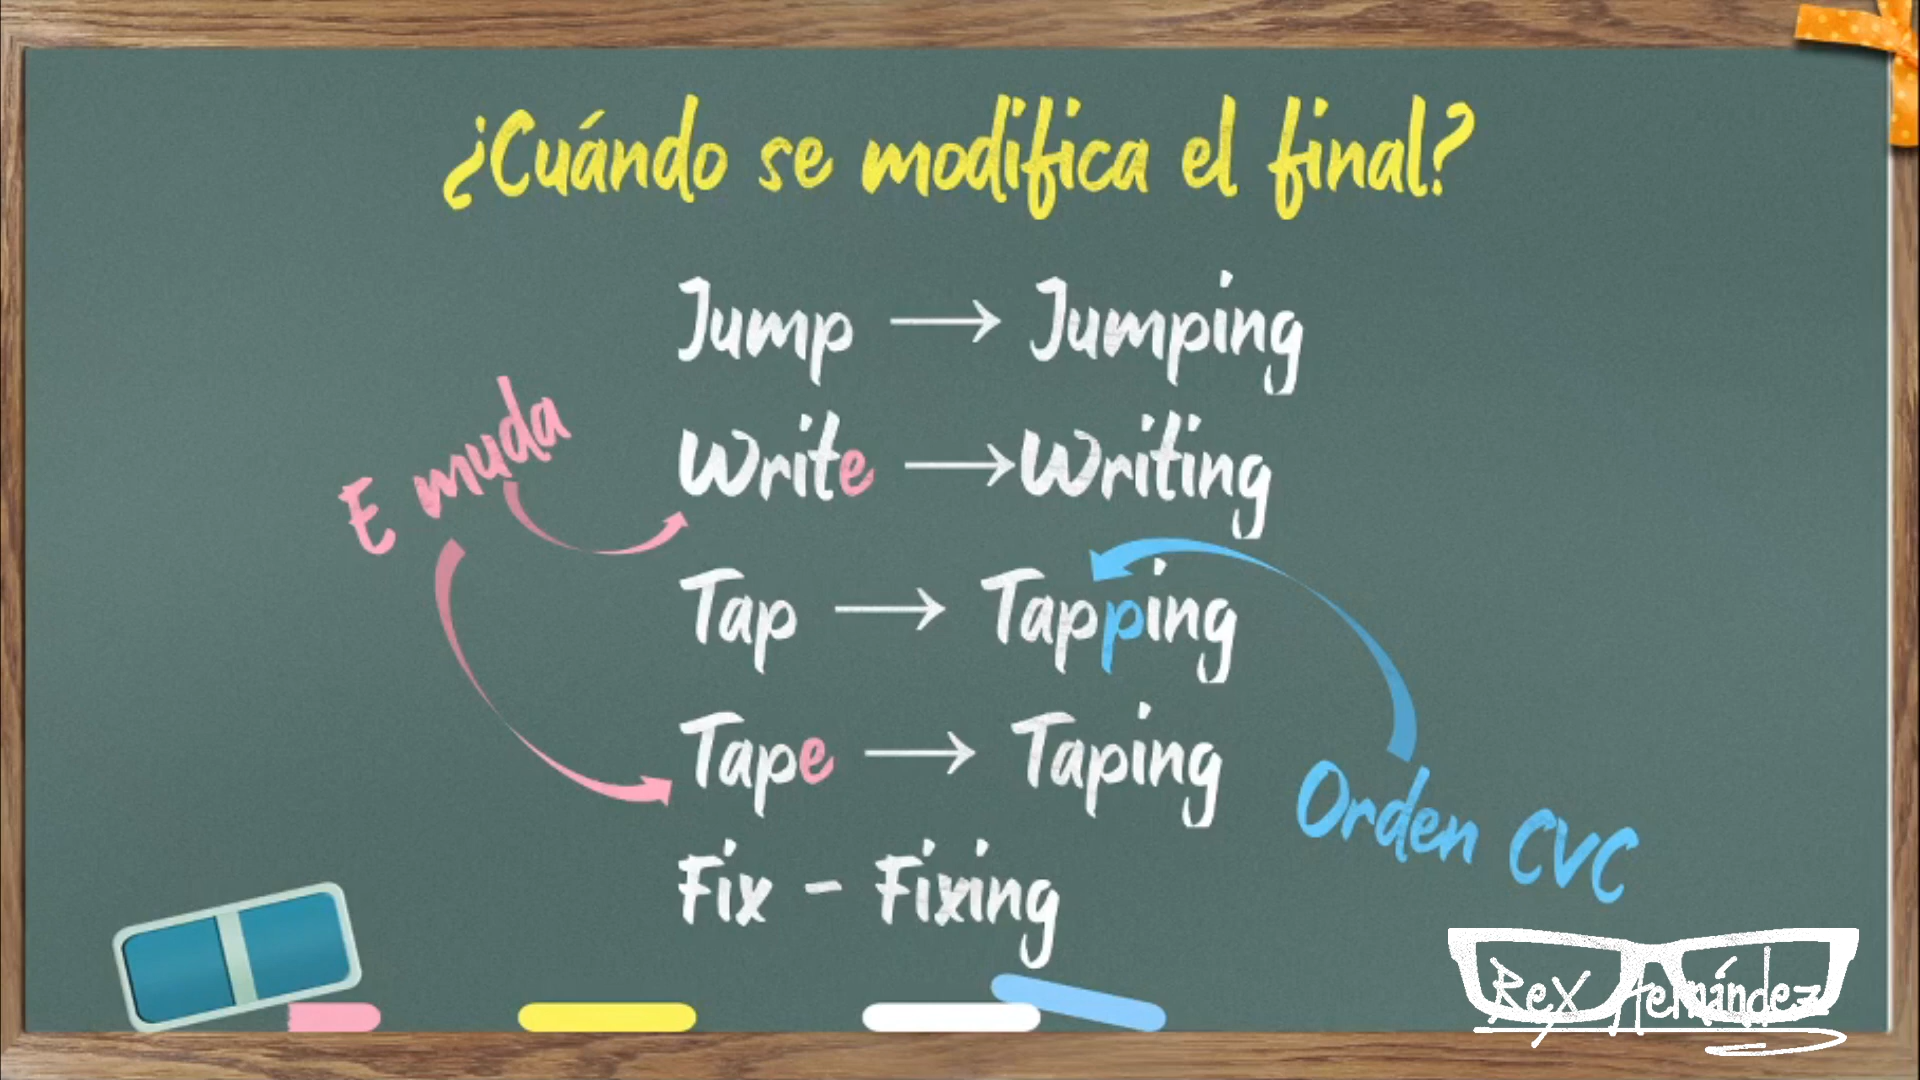 ¿Cuándo se modifica el final?
Jump → Jumping
E muda
Write → Writing
Tap → Tapping
Tape → Taping
Orden CVC
Fix - Fixing
Rex Hernández